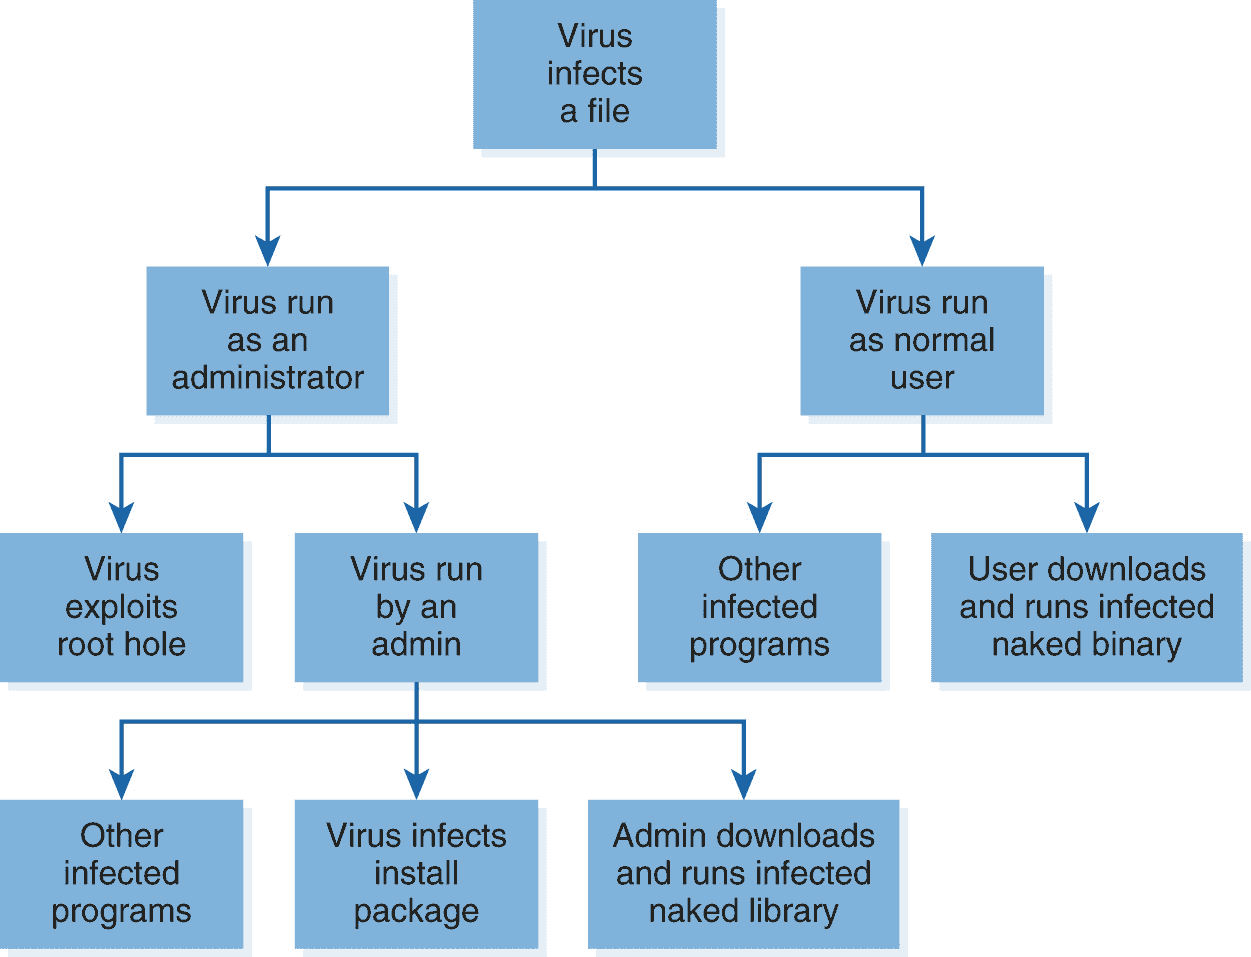 Virus
infects
a file
Virus run
as an
administrator
Virus run
as normal
user
Virus
exploits
root hole
Virus run
by an
admin
Other
infected
programs
User downloads
and runs infected
naked binary
Other
infected
programs
Virus infects
install
package
Admin downloads
and runs infected
naked library